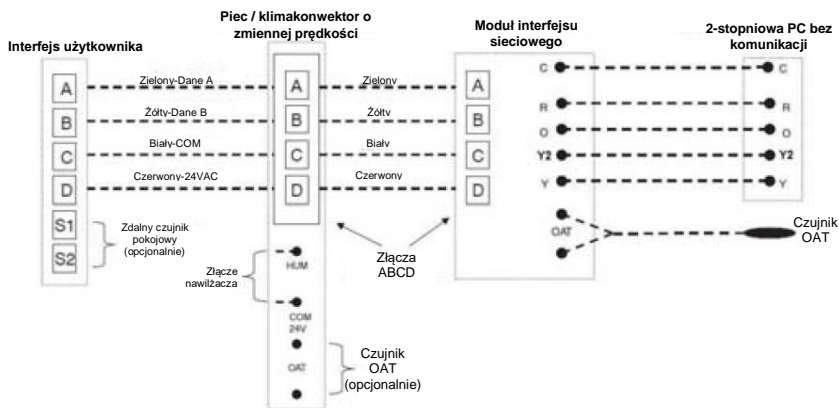 Interfejs użytkownika
Piec / klimakonwektor o
zmiennej prędkości
Moduł interfejsu
sieciowego
2-stopniowa PC bez
komunikacji
A
B
C
D
S1
S2
Zielony-Dane A
Żółty-Dane B
Biały-COM
Czerwony-24VAC
Zdalny czujnik
pokojowy
(opcjonalnie)
A
B
C
D
Złącze
nawilżacza
HUM
COM
24V
OAT
Czujnik
OAT
(opcjonalnie)
Zielony
Żółty
Biały
Czerwony
Złącza
ABCD
A
B
C
D
C
R
O
Y2
Y
OAT
C
R
O
Y2
Y
Czujnik
OAT